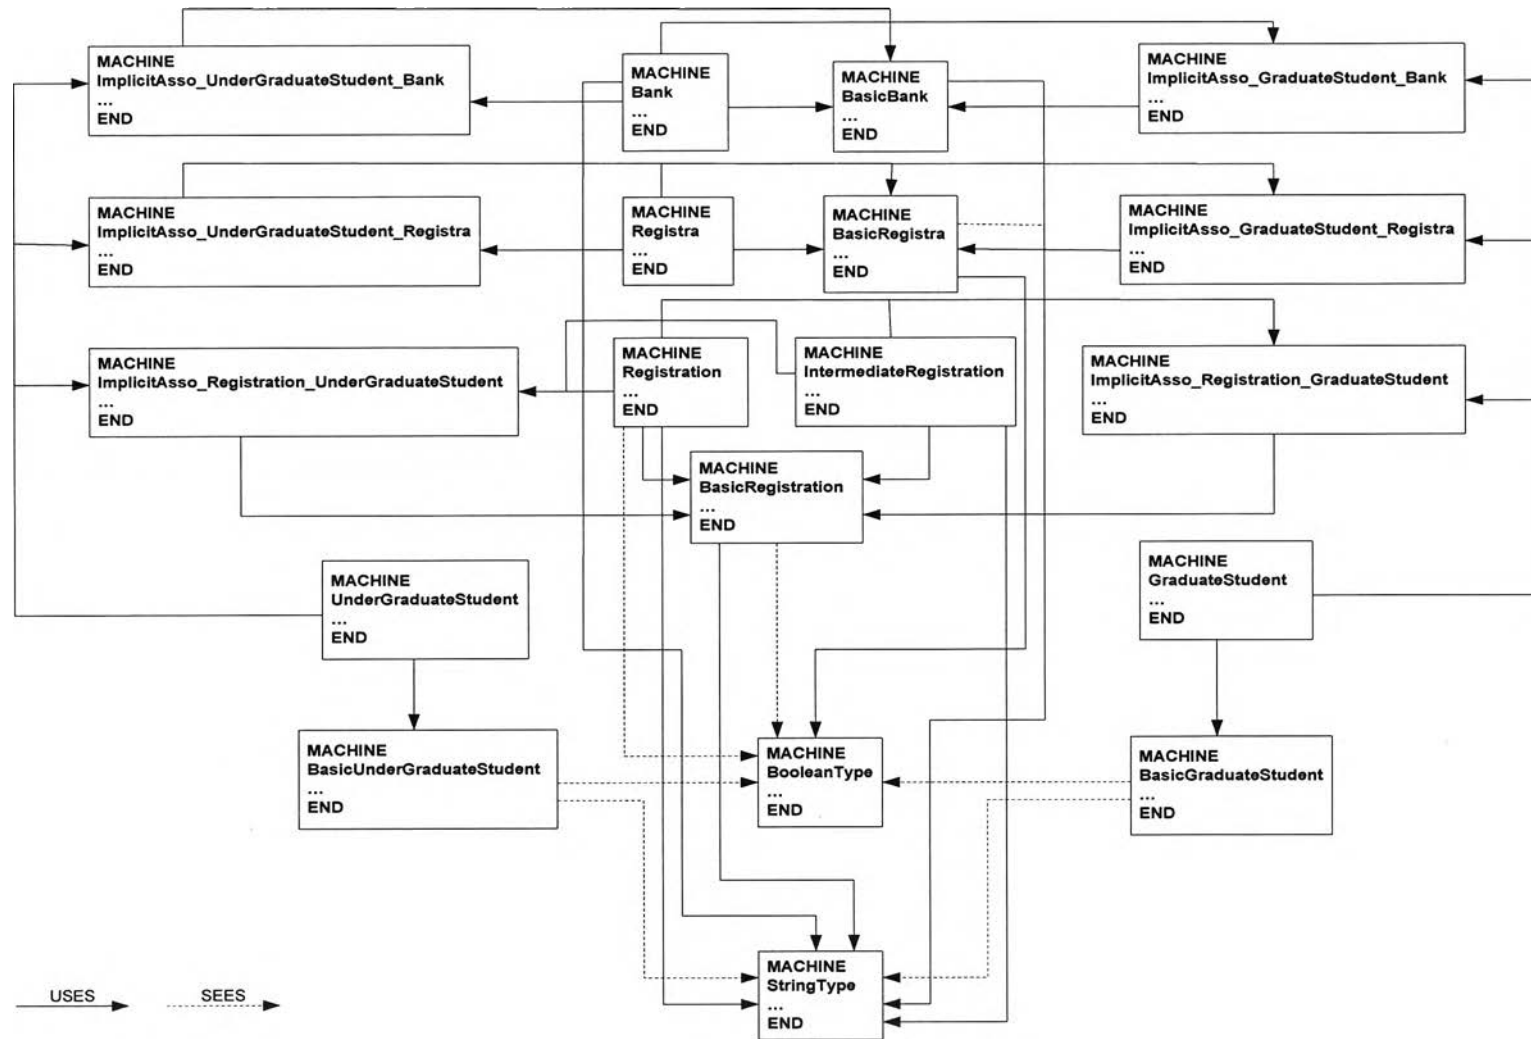 MACHINE
ImplicitAsso_UnderGraduateStudent_Bank
...
END
MACHINE
Bank
...
END
MACHINE
BasicBank
...
END
MACHINE
ImplicitAsso_GraduateStudent_Bank
...
END
MACHINE
ImplicitAsso_UnderGraduateStudent_Registra
...
END
MACHINE
Registra
...
END
MACHINE
BasicRegistra
...
END
MACHINE
ImplicitAsso_GraduateStudent_Registra
...
END
MACHINE
ImplicitAsso_Registration_UnderGraduateStudent
...
END
MACHINE
Registration
...
END
MACHINE
IntermediateRegistration
...
END
MACHINE
ImplicitAsso_Registration_GraduateStudent
...
END
MACHINE
BasicRegistration
...
END
MACHINE
UnderGraduateStudent
...
END
MACHINE
GraduateStudent
...
END
MACHINE
BasicUnderGraduateStudent
...
END
MACHINE
BooleanType
...
END
MACHINE
BasicGraduateStudent
...
END
MACHINE
StringType
...
END
USES
SEES